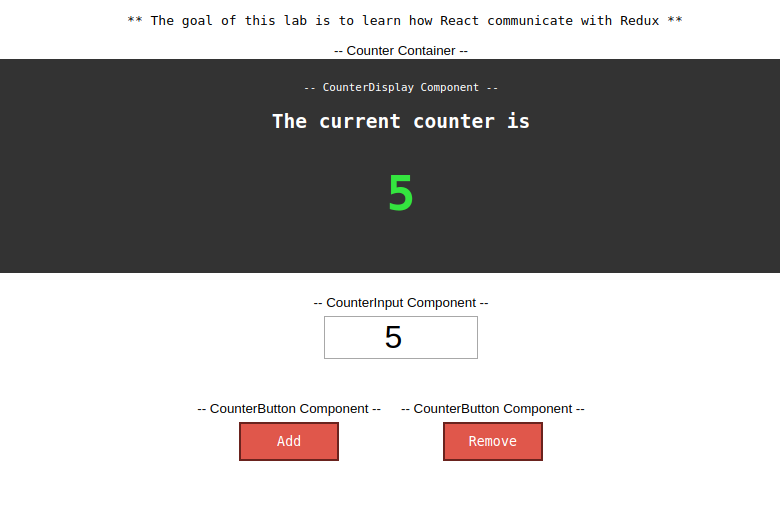 ** The goal of this lab is to learn how React communicate with Redux **
-- Counter Container --
-- CounterDisplay Component --
The current counter is
5
-- CounterInput Component --
5
-- CounterButton Component -- -- CounterButton Component --
Add Remove